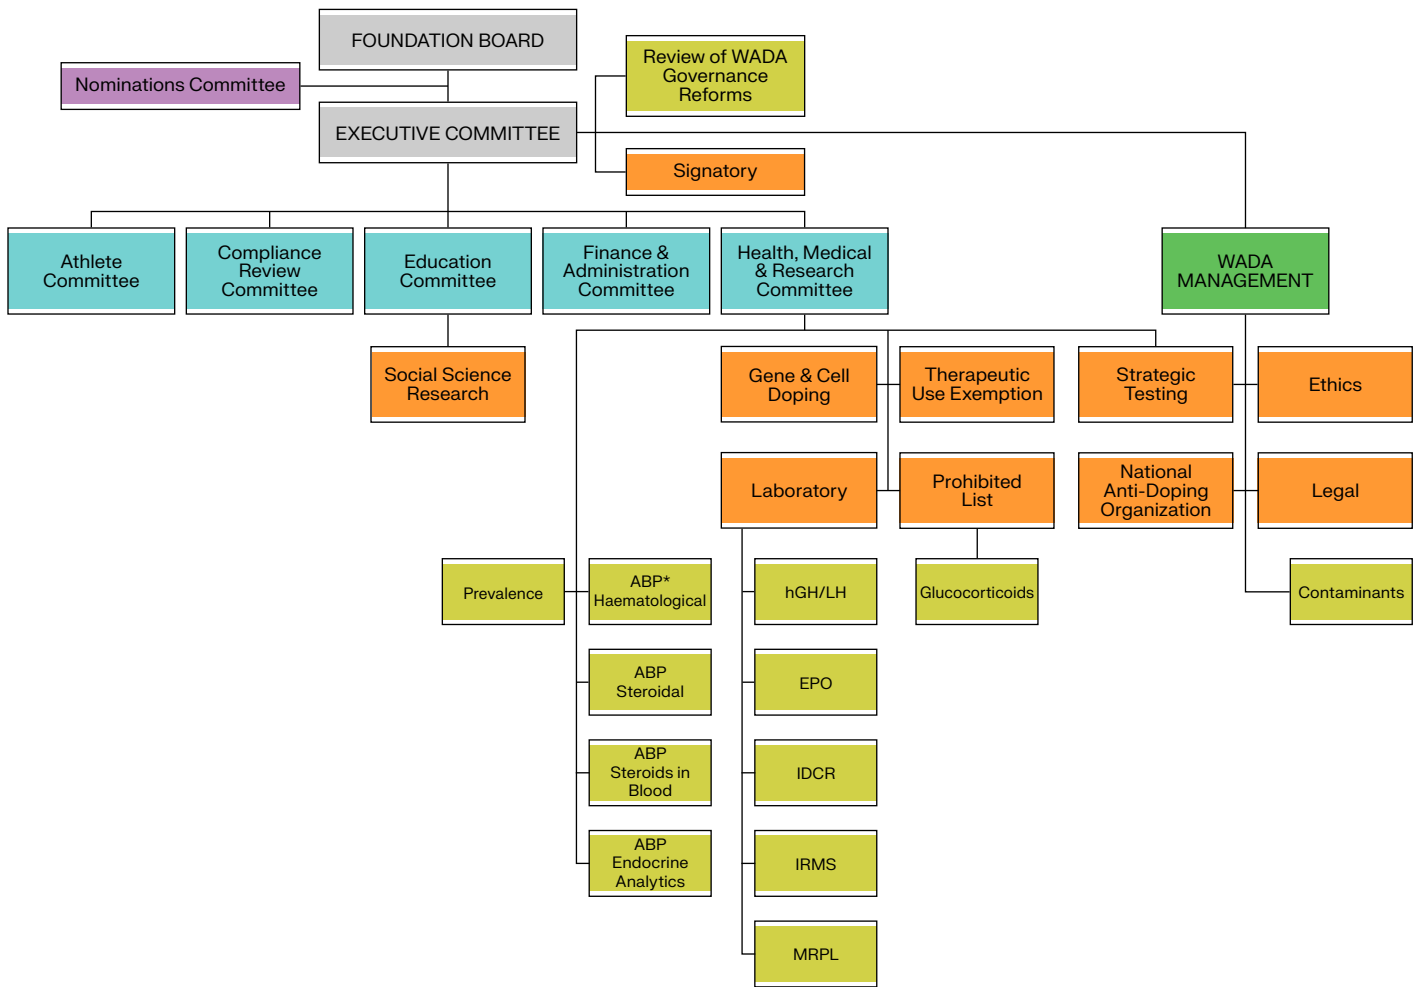 FOUNDATION BOARD
Review of WADA
Governance
Reforms
Nominations Committee
EXECUTIVE COMMITTEE
Signatory
Athlete
Committee
Compliance
Review
Committee
Education
Committee
Finance &
Administration
Committee
Health, Medical
& Research
Committee
WADA
MANAGEMENT
Social Science
Research
Gene & Cell
Doping
Therapeutic
Use Exemption
Strategic
Testing
Ethics
Laboratory
Prohibited
List
National
Anti-Doping
Organization
Legal
Prevalence
ABP*
Haematological
hGH/LH
Glucocorticoids
Contaminants
ABP
Steroidal
EPO
ABP
Steroids in
Blood
IDCR
ABP
Endocrine
Analytics
IRMS
MRPL